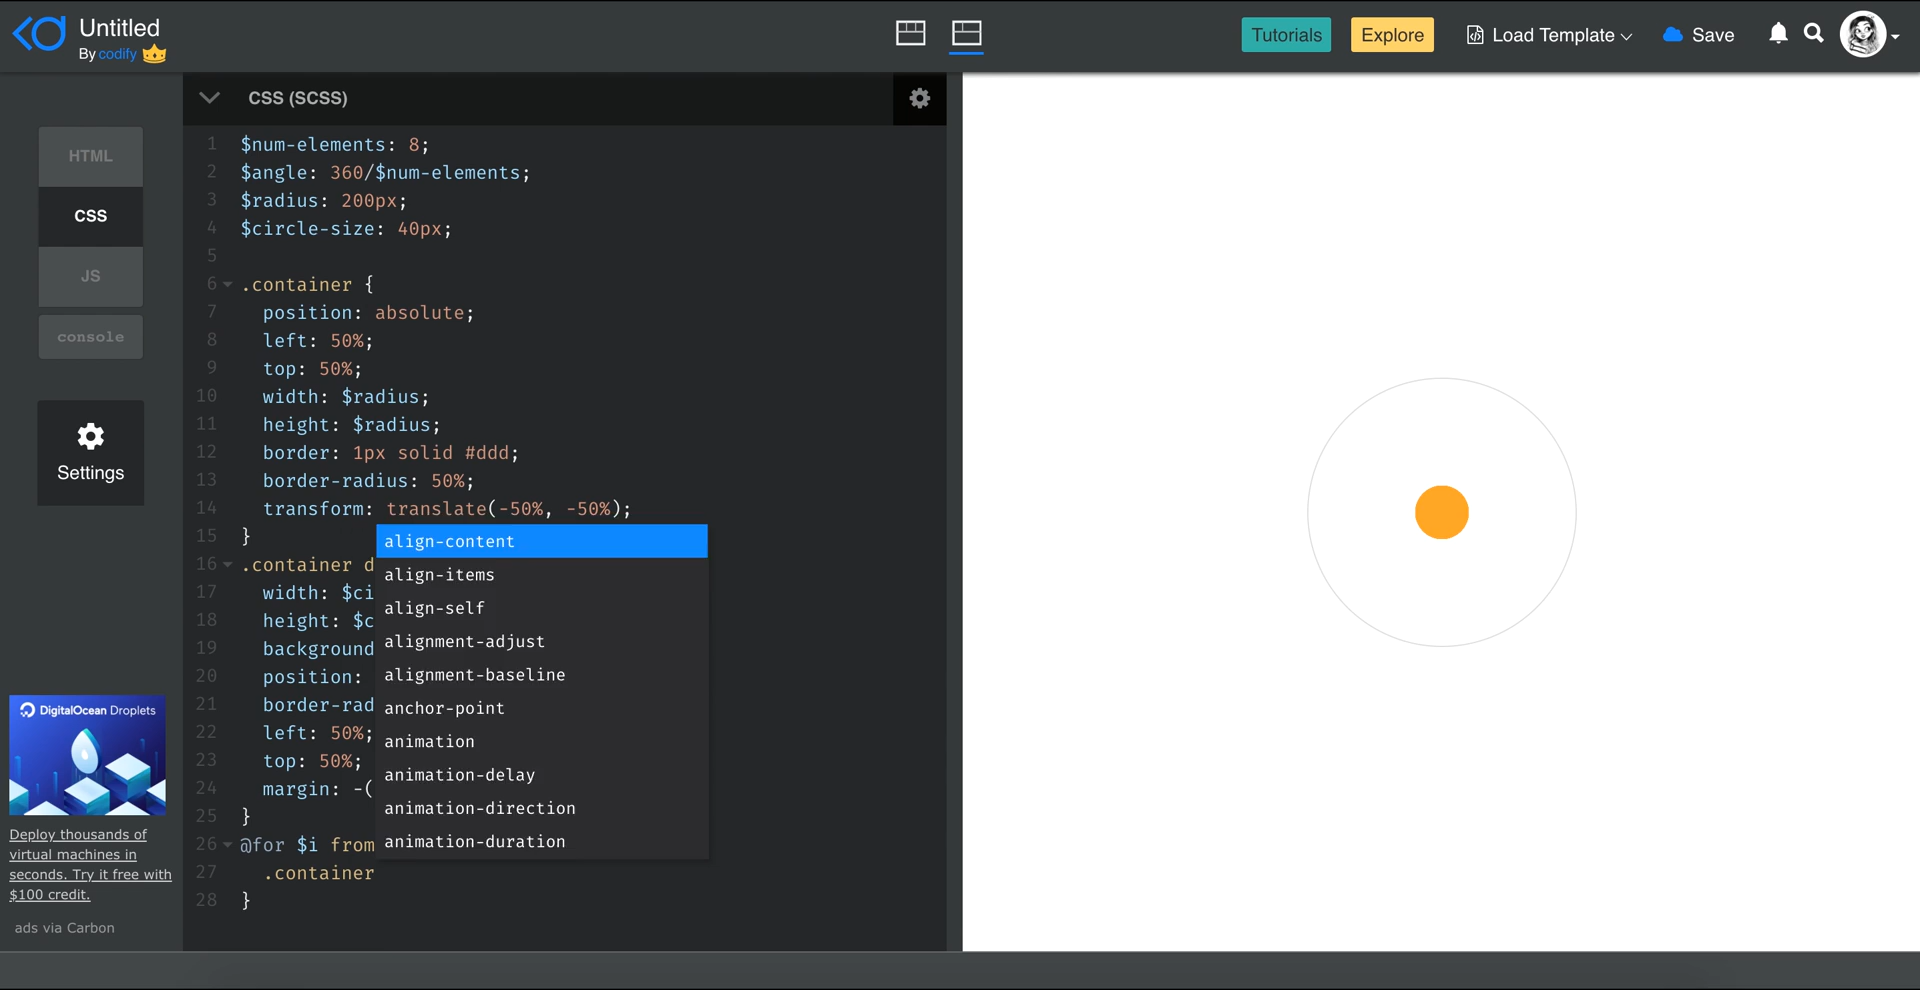 Untitled
By codify
Tutorials
Explore
Load Template
Save
HTML
CSS
JS
console
Settings
DigitalOcean Droplets
Deploy thousands of
virtual machines in
seconds. Try it free with
$100 credit.
ads via Carbon
CSS (SCSS)
1 $num-elements: 8;
2 $angle: 360/$num-elements;
3 $radius: 200px;
4 $circle-size: 40px;
5
6 .container {
7 position: absolute;
8 left: 50%;
9 top: 50%;
10 width: $radius;
11 height: $radius;
12 border: 1px solid #ddd;
13 border-radius: 50%;
14 transform: translate(-50%, -50%);
15 }
16 .container d
17 width: $ci
18 height: $c
19 background
20 position:
21 border-rad
22 left: 50%;
23 top: 50%;
24 margin: -(
25 }
26 @for $i from
27 .container
28 }
align-content
align-items
align-self
alignment-adjust
alignment-baseline
anchor-point
animation
animation-delay
animation-direction
animation-duration